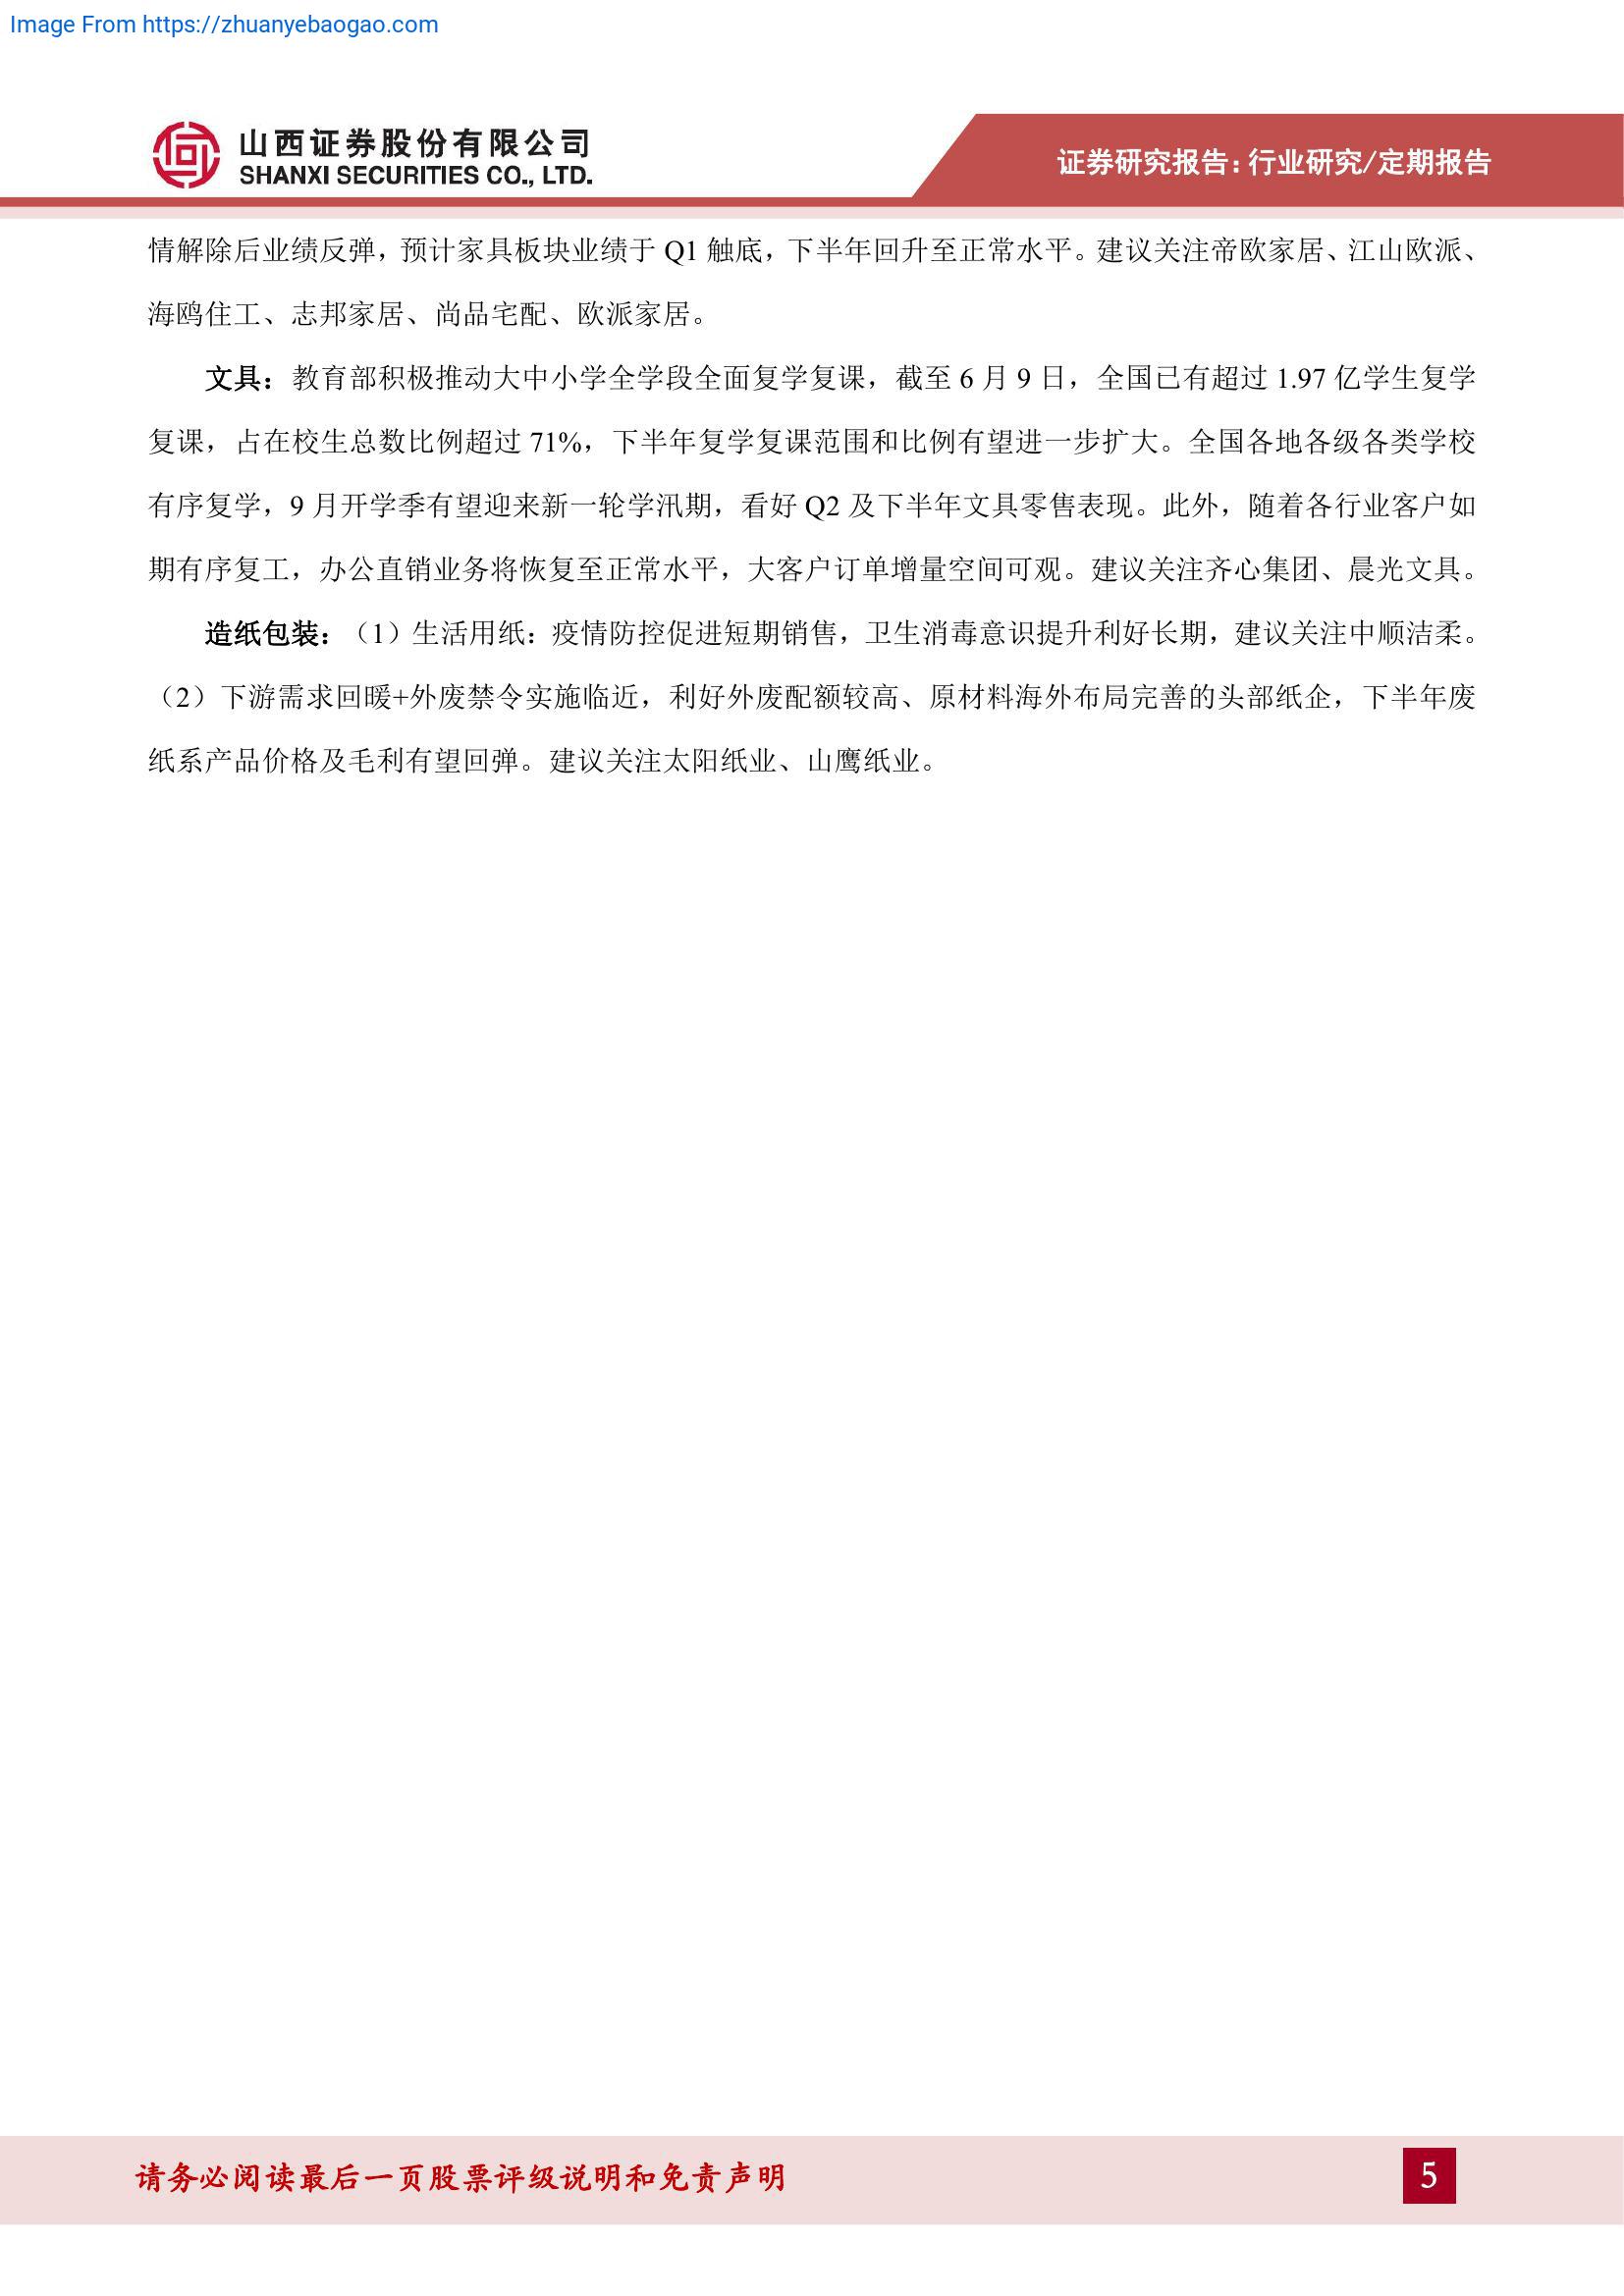 Image From https://zhuanyebaogao.com
山西证券股份有限公司
SHANXI SECURITIES CO., LTD.
证券研究报告：行业研究/定期报告
情解除后业绩反弹，预计家具板块业绩于 Q1 触底，下半年回升至正常水平。建议关注帝欧家居、江山欧派、
海鸥住工、志邦家居、尚品宅配、欧派家居。
文具：教育部积极推动大中小学全学段全面复学复课，截至 6 月 9 日，全国已有超过 1.97 亿学生复学
复课，占在校生总数比例超过 71%，下半年复学复课范围和比例有望进一步扩大。全国各地各级各类学校
有序复学，9 月开学季有望迎来新一轮学汛期，看好 Q2 及下半年文具零售表现。此外，随着各行业客户如
期有序复工，办公直销业务将恢复至正常水平，大客户订单增量空间可观。建议关注齐心集团、晨光文具。
造纸包装：（1）生活用纸：疫情防控促进短期销售，卫生消毒意识提升利好长期，建议关注中顺洁柔。
（2）下游需求回暖+外废禁令实施临近，利好外废配额较高、原材料海外布局完善的头部纸企，下半年废
纸系产品价格及毛利有望回弹。建议关注太阳纸业、山鹰纸业。
请务必阅读最后一页股票评级说明和免责声明
5